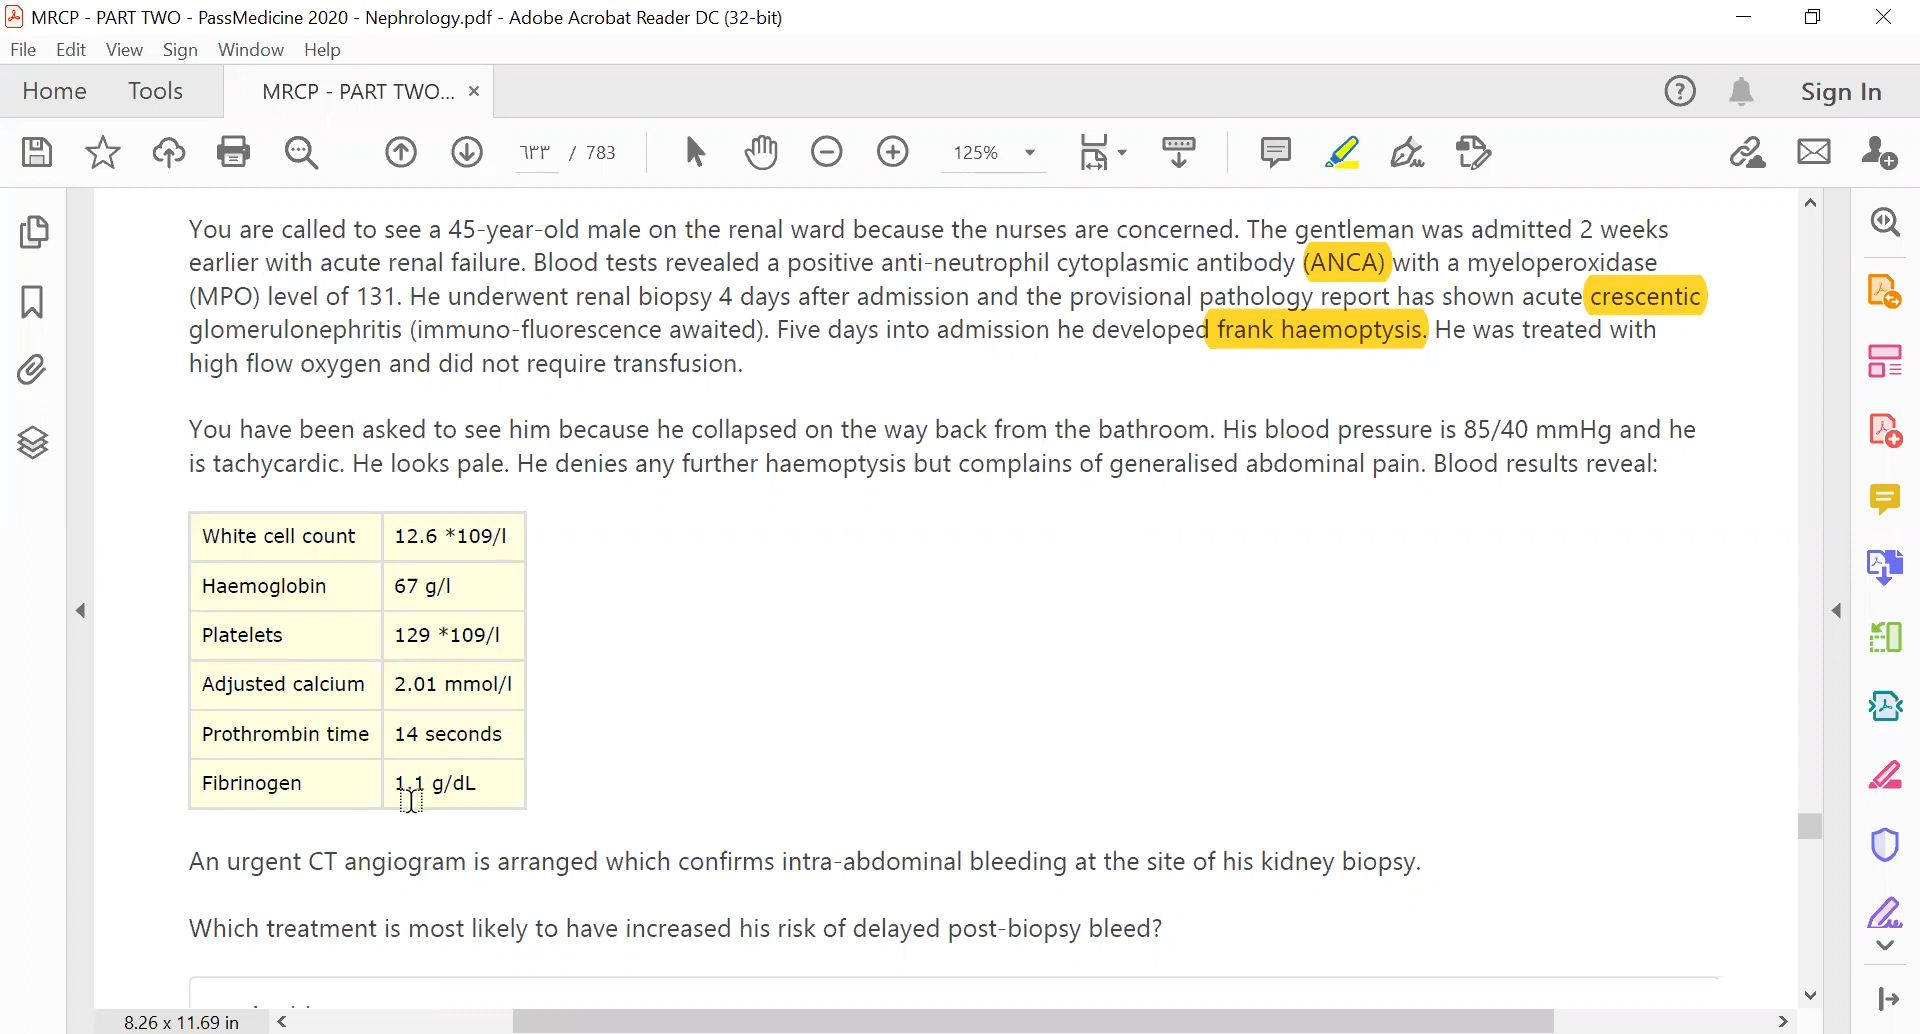 MRCP - PART TWO - PassMedicine 2020 - Nephrology.pdf - Adobe Acrobat Reader DC (32-bit)
File Edit View Sign Window Help
Home Tools MRCP - PART TWO... × Sign In
٦٣٣ / 783 125%
You are called to see a 45-year-old male on the renal ward because the nurses are concerned. The gentleman was admitted 2 weeks
earlier with acute renal failure. Blood tests revealed a positive anti-neutrophil cytoplasmic antibody (ANCA) with a myeloperoxidase
(MPO) level of 131. He underwent renal biopsy 4 days after admission and the provisional pathology report has shown acute crescentic
glomerulonephritis (immuno-fluorescence awaited). Five days into admission he developed frank haemoptysis. He was treated with
high flow oxygen and did not require transfusion.
You have been asked to see him because he collapsed on the way back from the bathroom. His blood pressure is 85/40 mmHg and he
is tachycardic. He looks pale. He denies any further haemoptysis but complains of generalised abdominal pain. Blood results reveal:
White cell count 12.6 *109/l
Haemoglobin 67 g/l
Platelets 129 *109/l
Adjusted calcium 2.01 mmol/l
Prothrombin time 14 seconds
Fibrinogen 1.1 g/dL
An urgent CT angiogram is arranged which confirms intra-abdominal bleeding at the site of his kidney biopsy.
Which treatment is most likely to have increased his risk of delayed post-biopsy bleed?
8.26 x 11.69 in